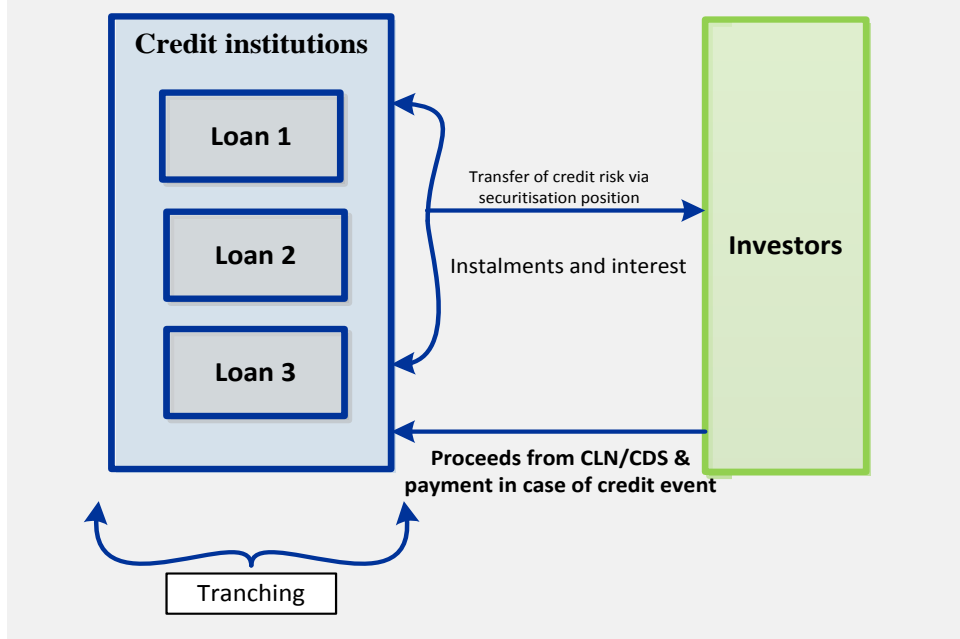 Credit institutions
Loan 1
Loan 2
Loan 3
Transfer of credit risk via
securitisation position
Instalments and interest
Investors
Proceeds from CLN/CDS &
payment in case of credit event
Tranching